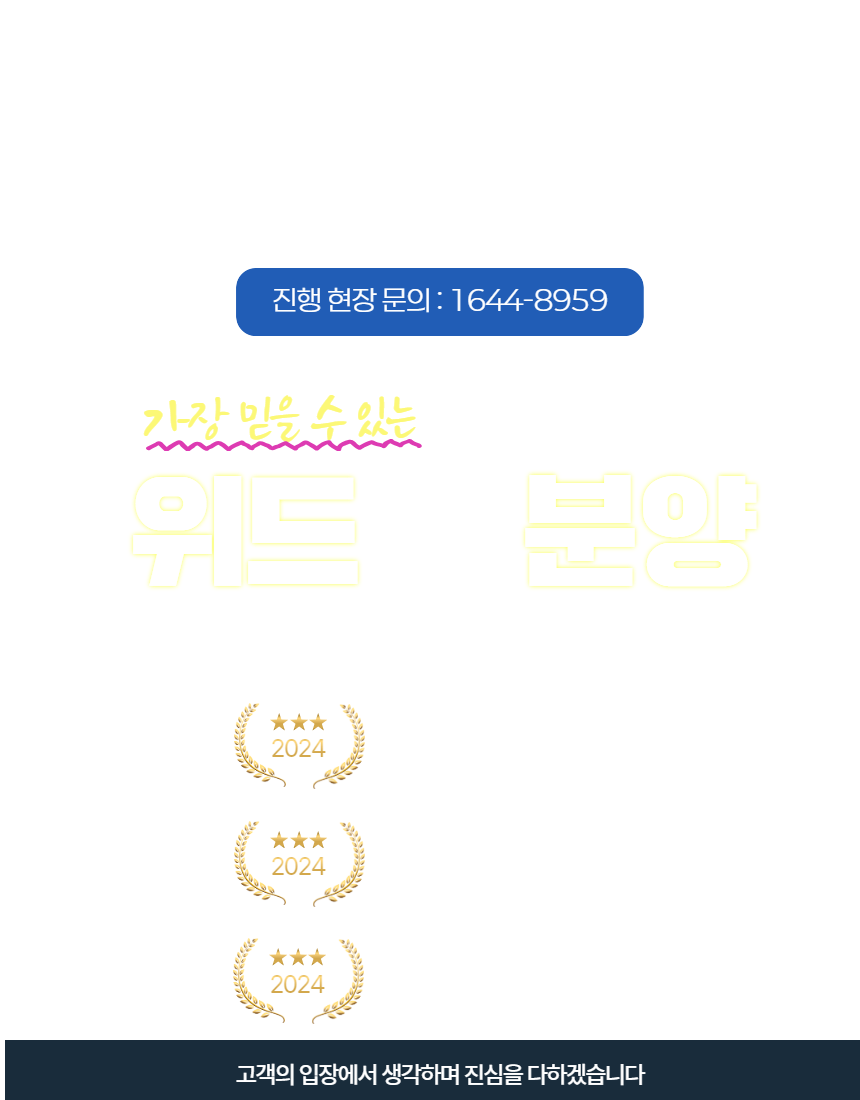 진행 현장 문의 : 1644-8959
가장 믿을 수 있는
위드 분양
2024
2024
2024
고객의 입장에서 생각하며 진심을 다하겠습니다